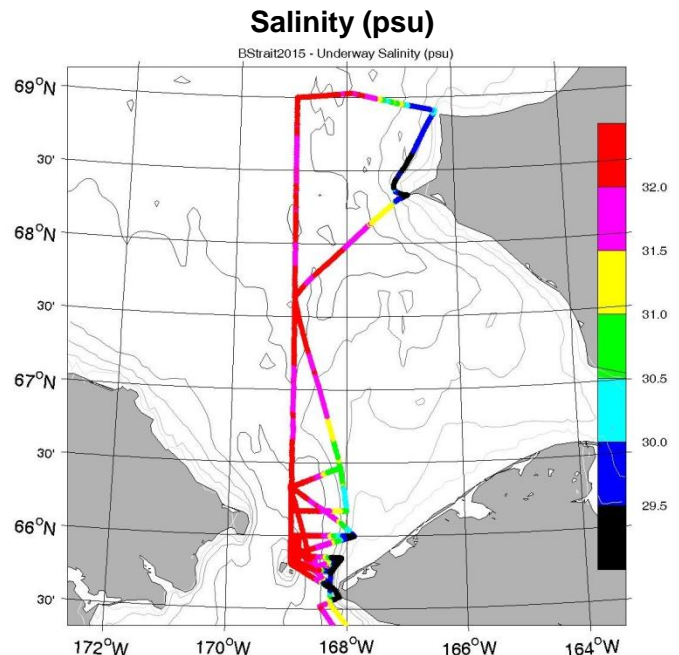 Salinity (psu)
BStrait2015 - Underway Salinity (psu)
69°N
30'
68°N
30'
67°N
30'
66°N
30'
172°W 170°W 168°W 166°W 164°W
32.0
31.5
31.0
30.5
30.0
29.5